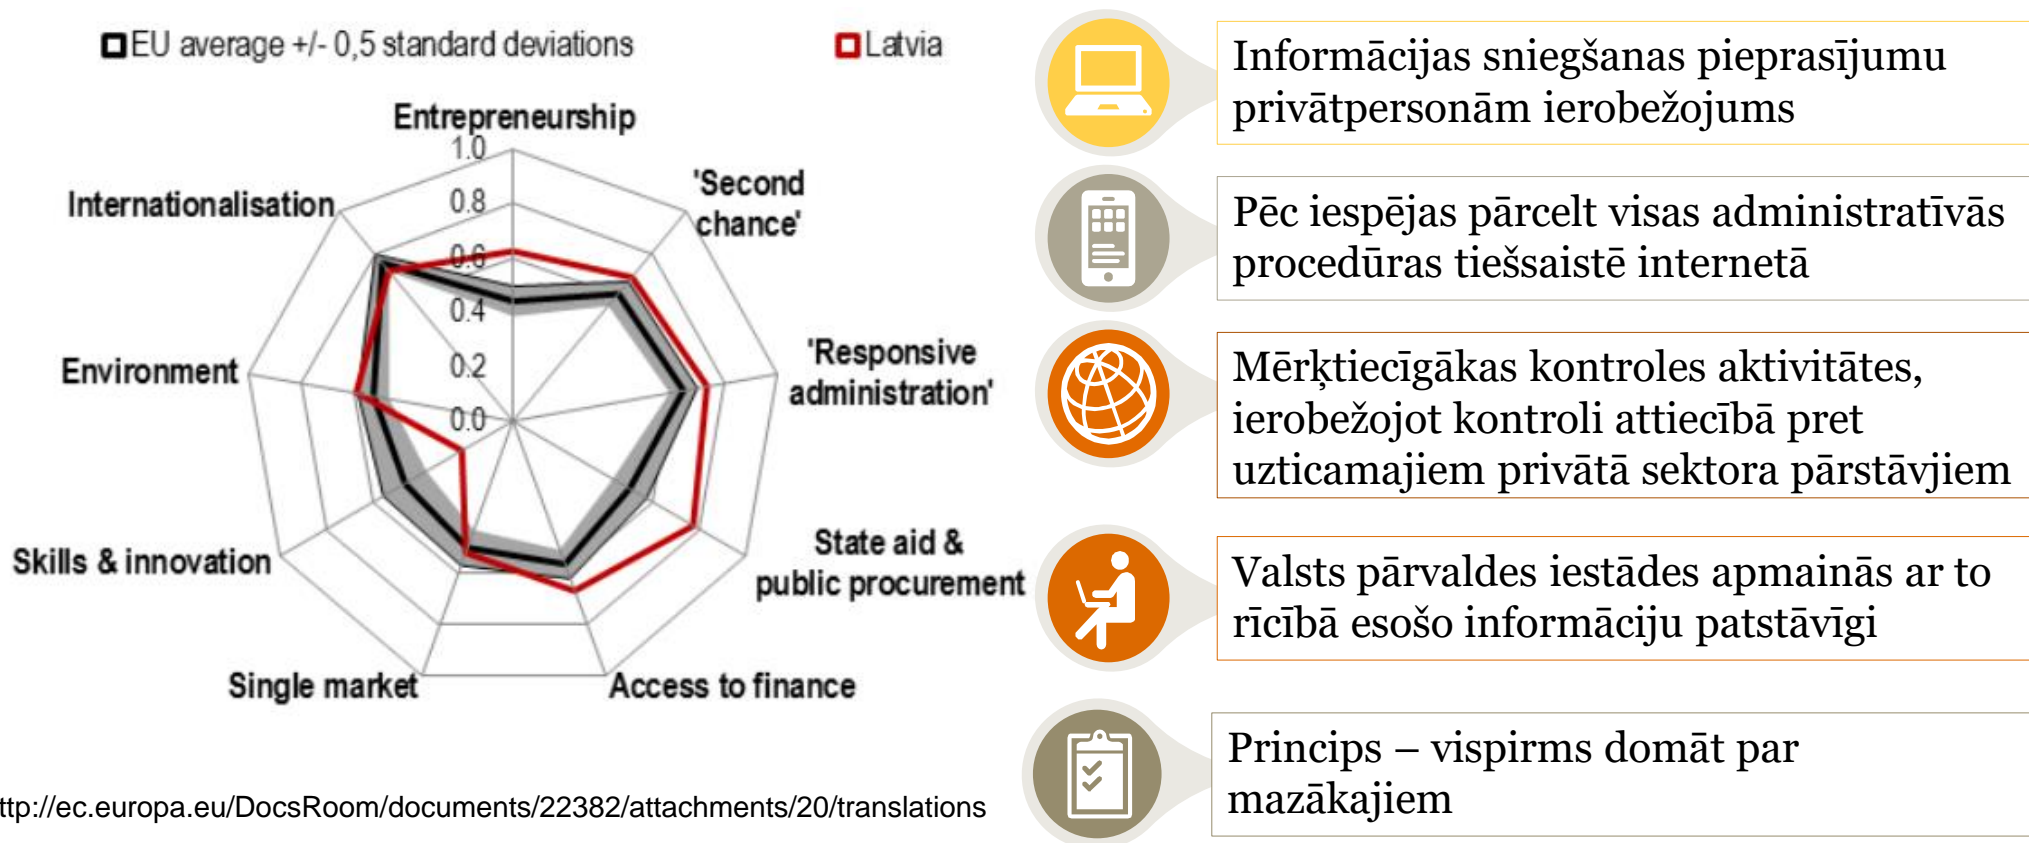 EU average +/- 0,5 standard deviations
Latvia
Entrepreneurship
1.0
0.8
0.6
0.4
0.2
0.0
'Second
chance'
'Responsive
administration'
State aid &
public procurement
Access to finance
Single market
Skills & innovation
Environment
Internationalisation
ttp://ec.europa.eu/DocsRoom/documents/22382/attachments/20/translations
Informācijas sniegšanas pieprasījumu
privātpersonām ierobežojums
Pēc iespējas pārcelt visas administratīvās
procedūras tiešsaistē internetā
Mērķtiecīgākas kontroles aktivitātes,
ierobežojot kontroli attiecībā pret
uzticamajiem privātā sektora pārstāvjiem
Valsts pārvaldes iestādes apmainās ar to
rīcībā esošo informāciju patstāvīgi
Princips – vispirms domāt par
mazākajiem